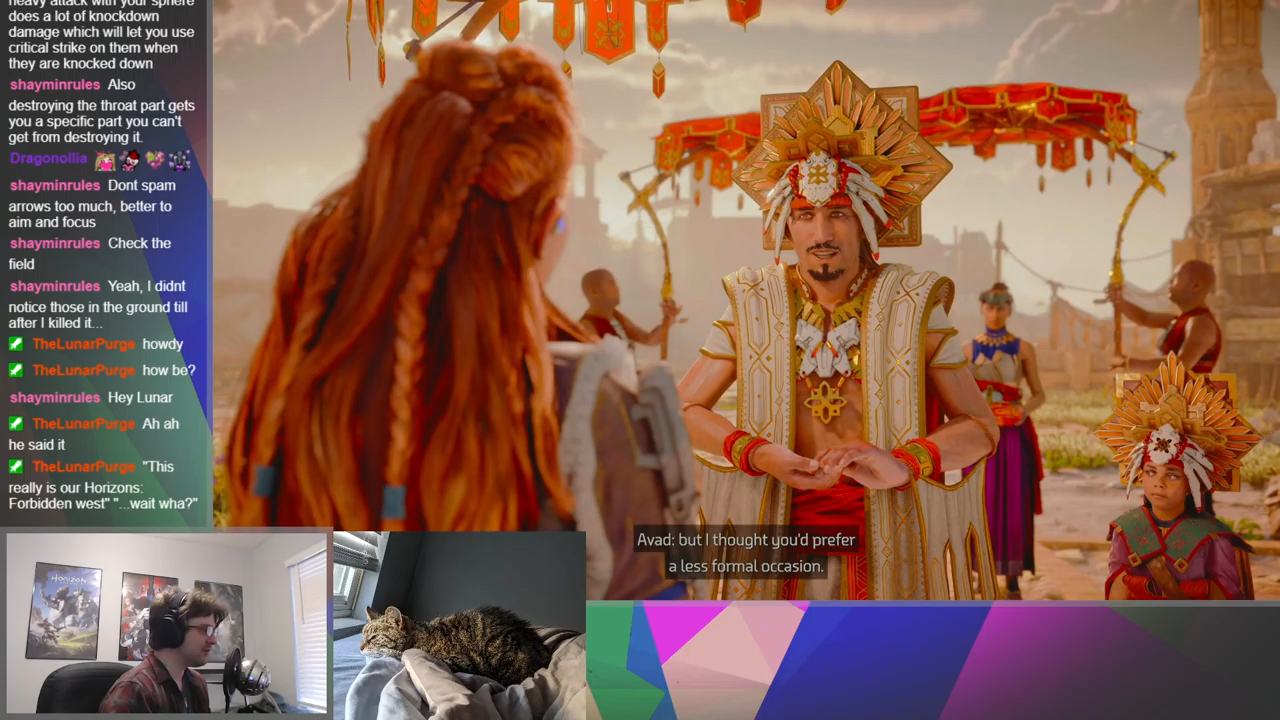 heavy attack with your sphere
does a lot of knockdown
damage which will let you use
critical strike on them when
they are knocked down
shayminrules Also
destroying the throat part gets
you a specific part you can't
get from destroying it.
Dragonollia
shayminrules Dont spam
arrows too much, better to
aim and focus
shayminrules Check the
field
shayminrules Yeah, I didnt
notice those in the ground till
after I killed it...
TheLunarPurge howdy
TheLunarPurge how be?
shayminrules Hey Lunar
TheLunarPurge Ah ah
he said it
TheLunarPurge "This
really is our Horizons:
Forbidden west" "...wait wha?"
Avad: but I thought you'd prefer
a less formal occasion.
HORIZON